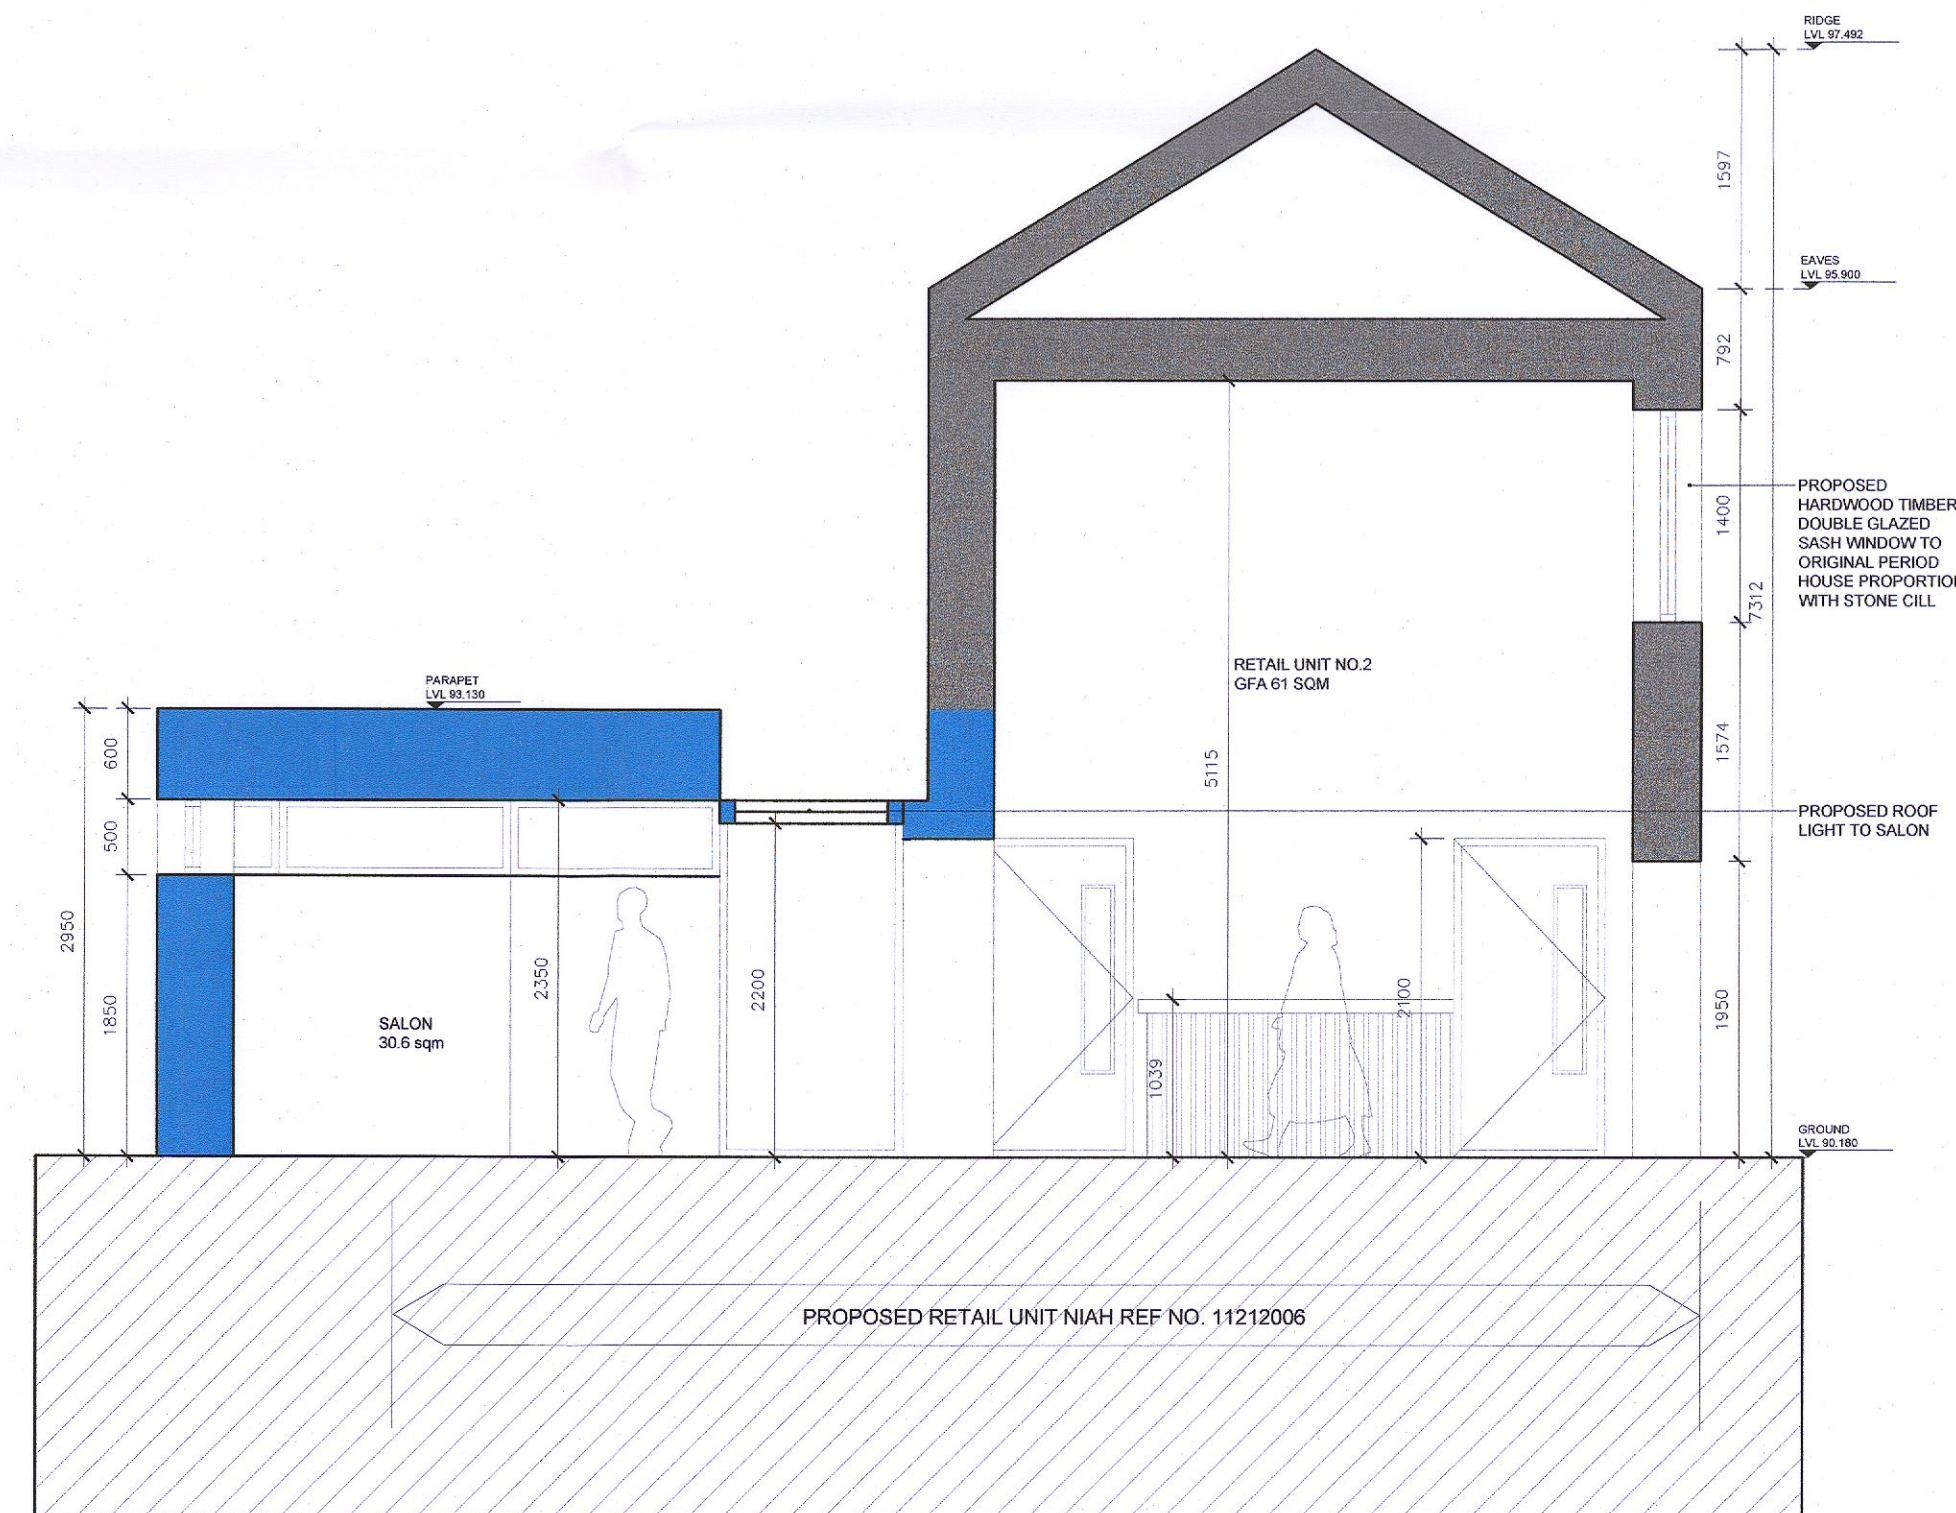 RIDGE
LVL 97.492
1597
EAVES
LVL 95.900
792
PROPOSED
HARDWOOD TIMBER
DOUBLE GLAZED
SASH WINDOW TO
ORIGINAL PERIOD
HOUSE PROPORTION
WITH STONE CILL
1400
7312
RETAIL UNIT NO.2
GFA 61 SQM
PARAPET
LVL 93.130
600
1574
5115
PROPOSED ROOF
LIGHT TO SALON
500
2950
2350
2200
2100
1850
SALON
30.6 sqm
1950
1039
GROUND
LVL 90.180
PROPOSED RETAIL UNIT NIAH REF NO. 11212006